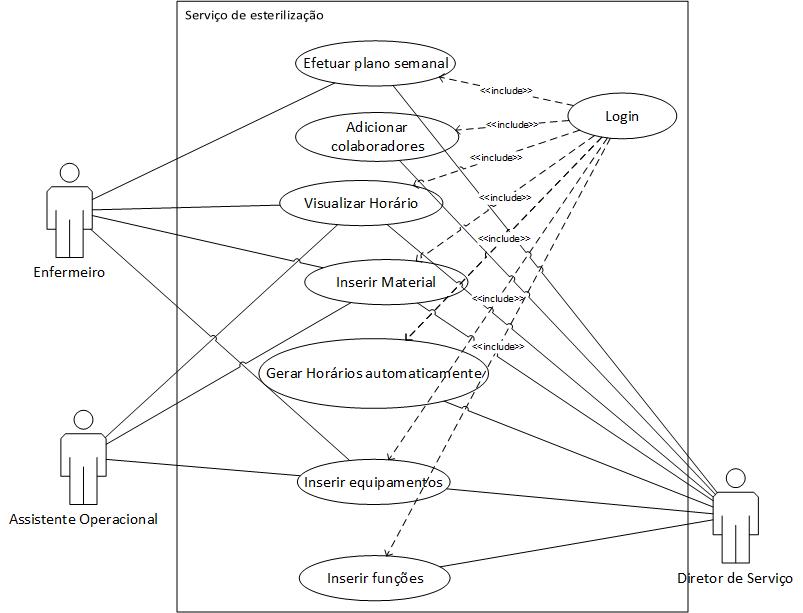 Serviço de esterilização
Efetuar plano semanal
<<include>>
Login
Adicionar
colaboradores
<<include>>
<<include>>
Visualizar Horário
<<include>>
<<include>>
Enfermeiro
Inserir Material
<<include>>
<<include>>
Gerar Horários automaticamente
Inserir equipamentos
Assistente Operacional
Inserir funções
Diretor de Serviço